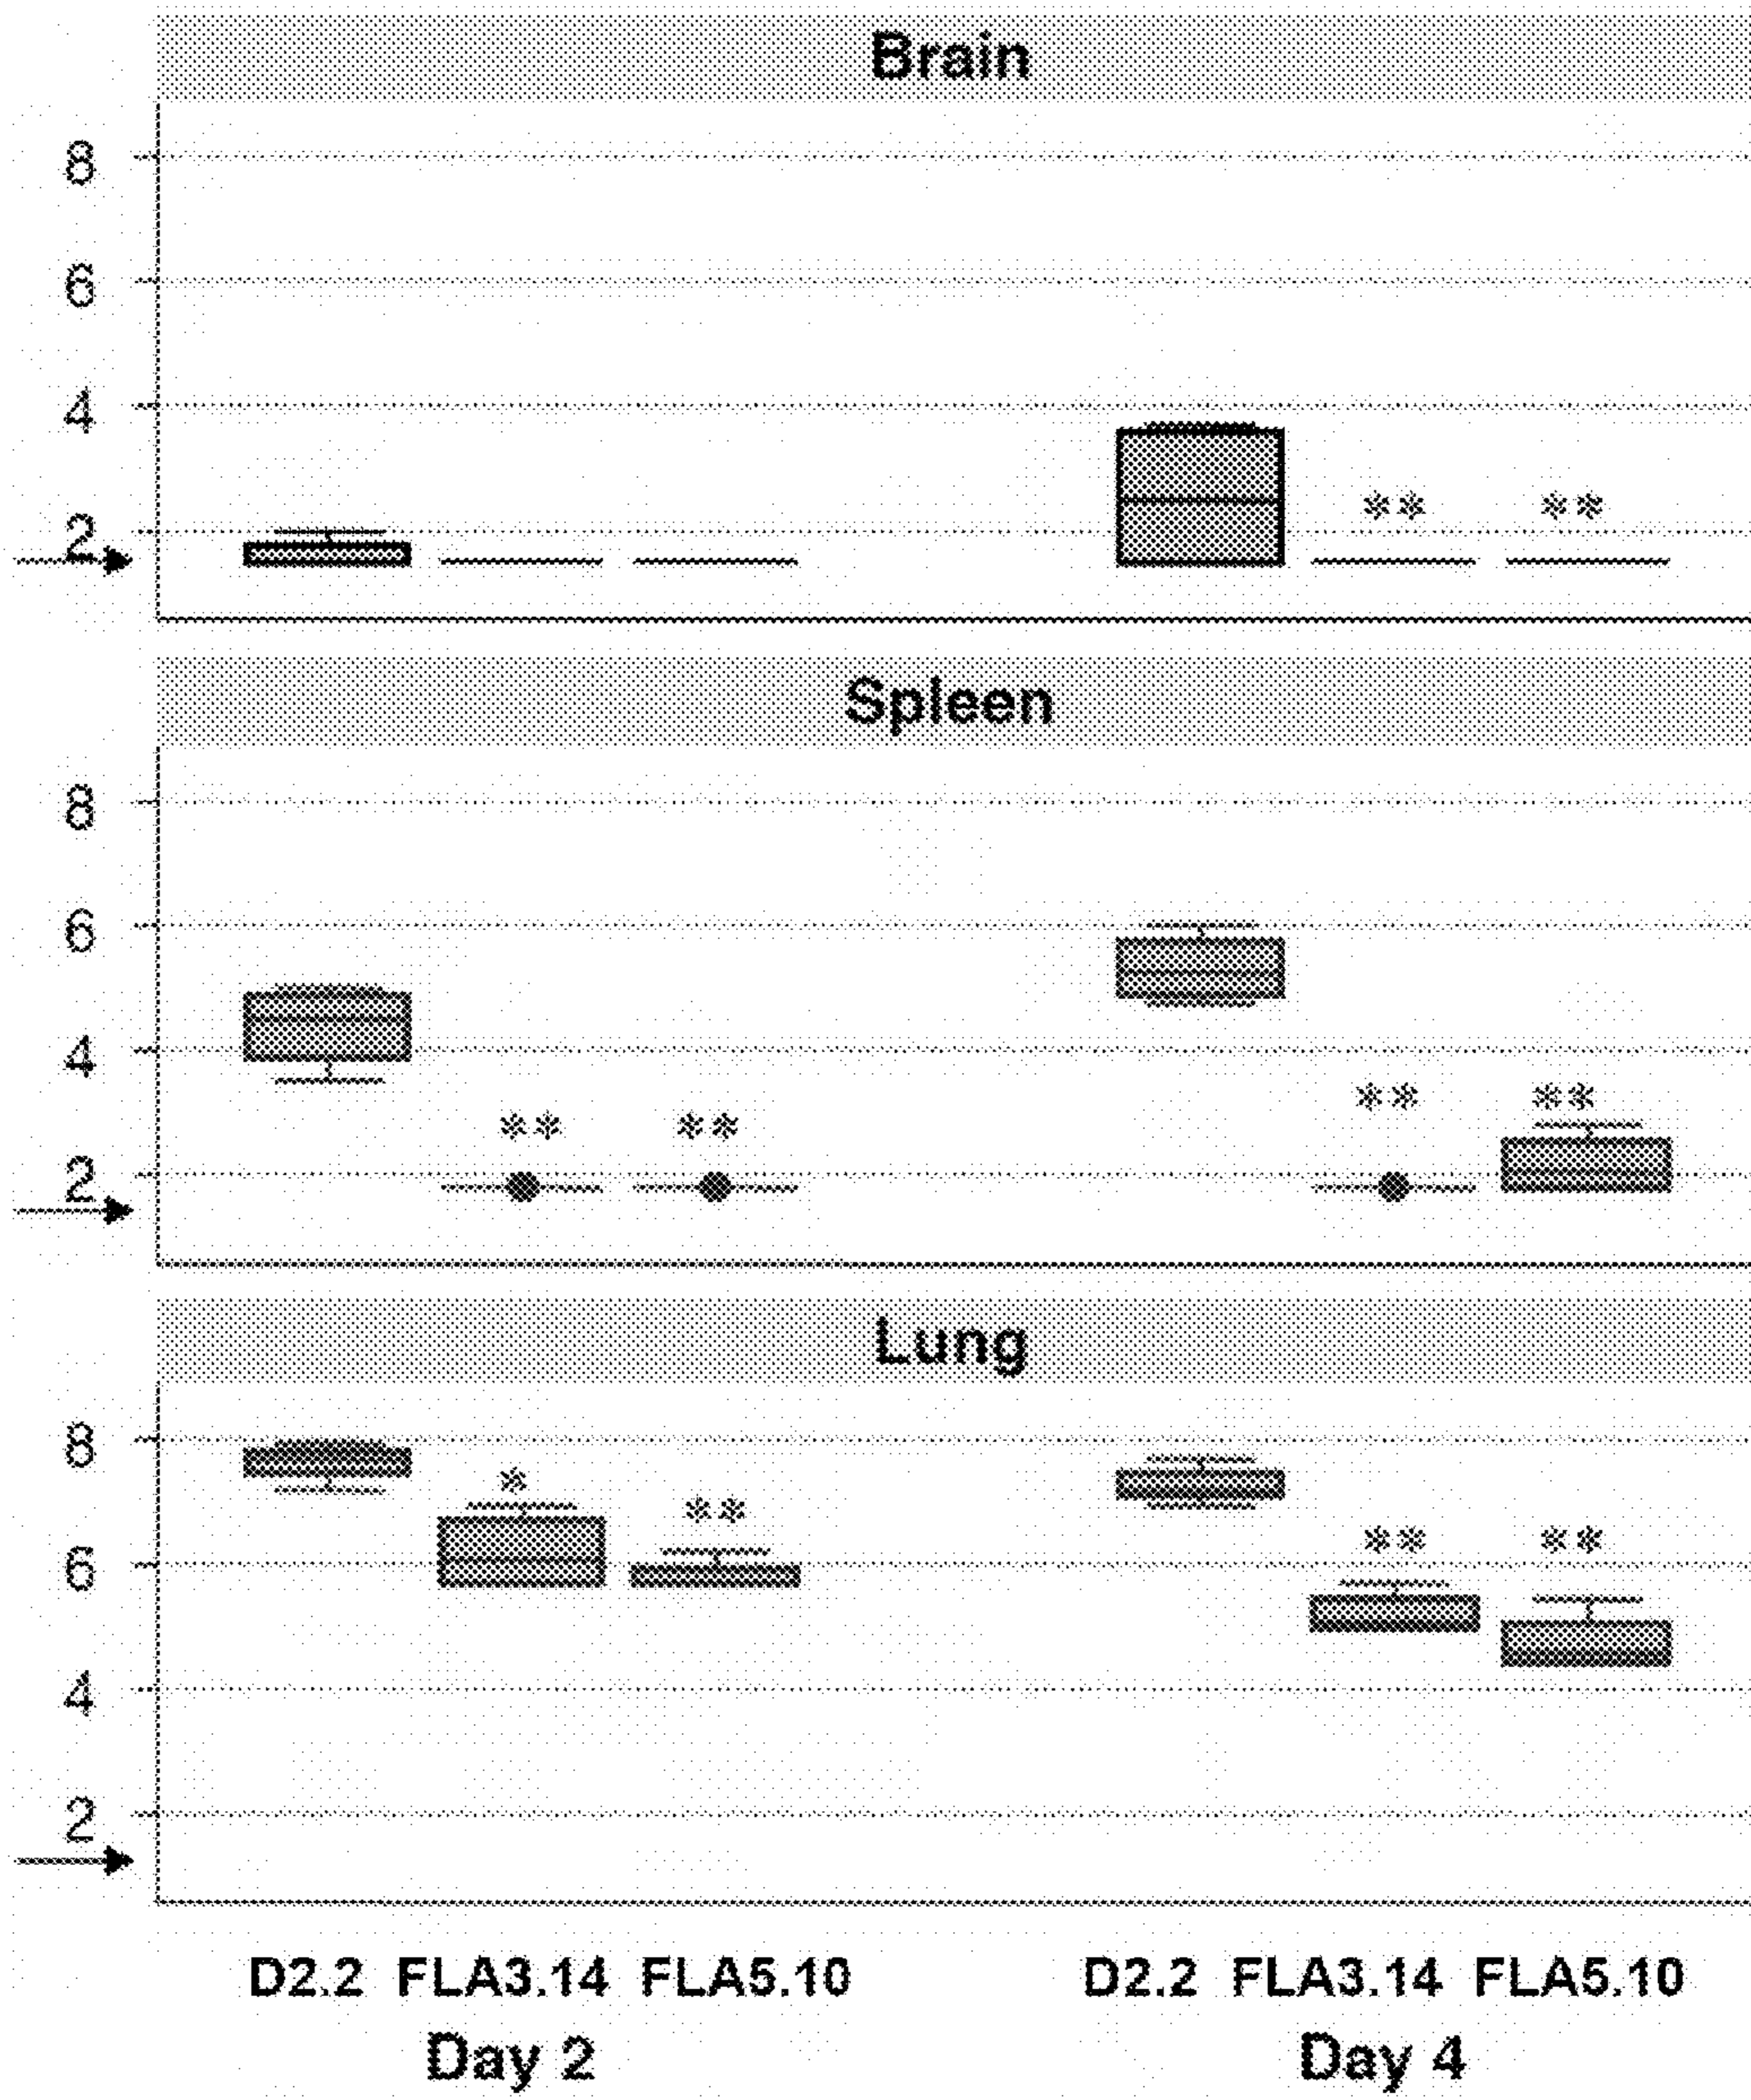 Brain
8
6
4
2
** **
Spleen
8
6
4
2
** ** ** **
Lung
8
6
4
2
* ** ** **
D2.2 FLA3.14 FLA5.10 D2.2 FLA3.14 FLA5.10
Day 2 Day 4